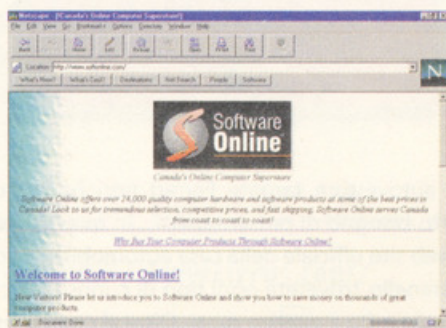 Netscape - [Canada's Online Computer Superstore]
File Edit View Go Bookmarks Options Directory Window Help
Back Home Reload Open Print Find
Location: http://www.softonline.com/
What's New! What's Cool! Destinations Net Search People Software
N
Software
Online
Canada's Online Computer Superstore
Software Online offers over 24,000 quality computer hardware and software products at some of the best prices in
Canada! Look to us for tremendous selection, competitive prices, and fast shipping. Software Online serves Canada
from coast to coast to coast!
Why Buy Your Computer Products Through Software Online?
Welcome to Software Online!
New Visitors! Please let us introduce you to Software Online and show you how to save money on thousands of great
computer products.
Document Done